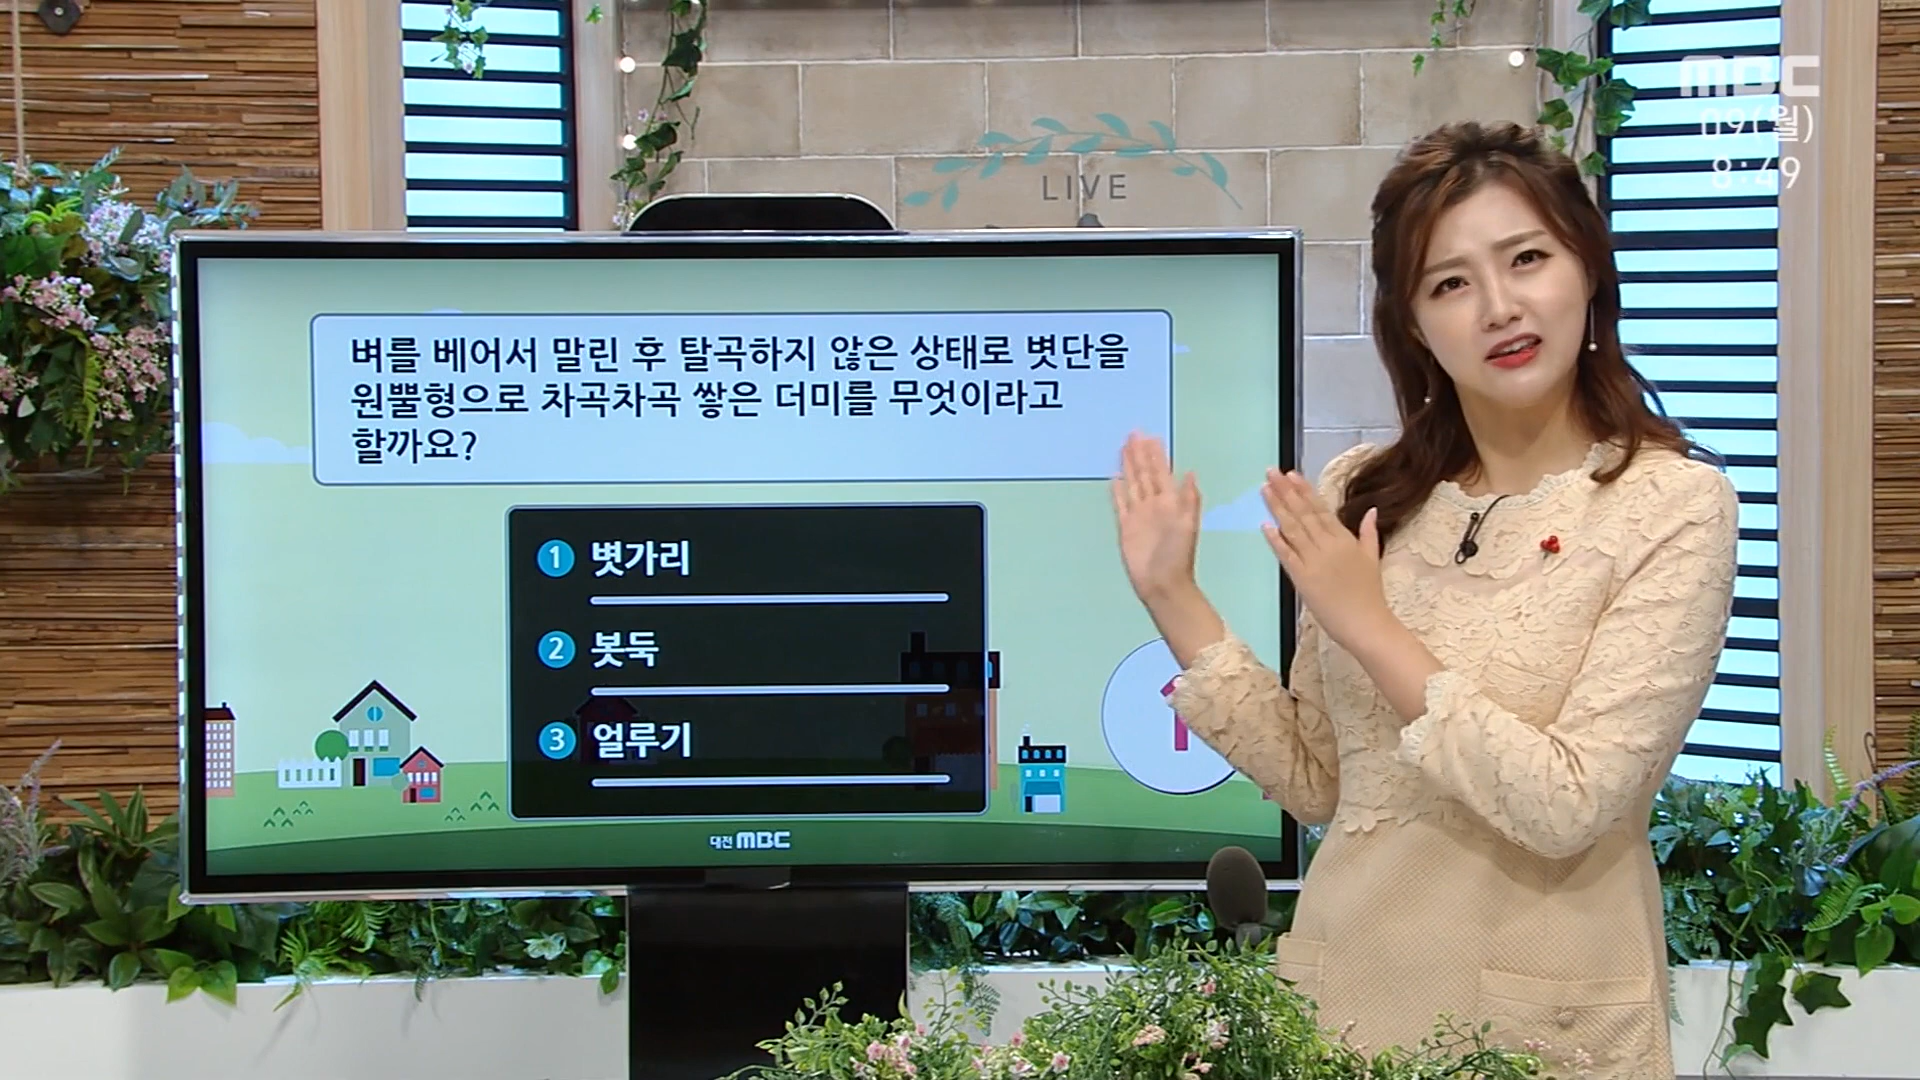 MBC
09(월)
8:49
LIVE
벼를 베어서 말린 후 탈곡하지 않은 상태로 볏단을
원뿔형으로 차곡차곡 쌓은 더미를 무엇이라고
할까요?
1 볏가리
2 봇둑
3 얼루기
1
대전 MBC